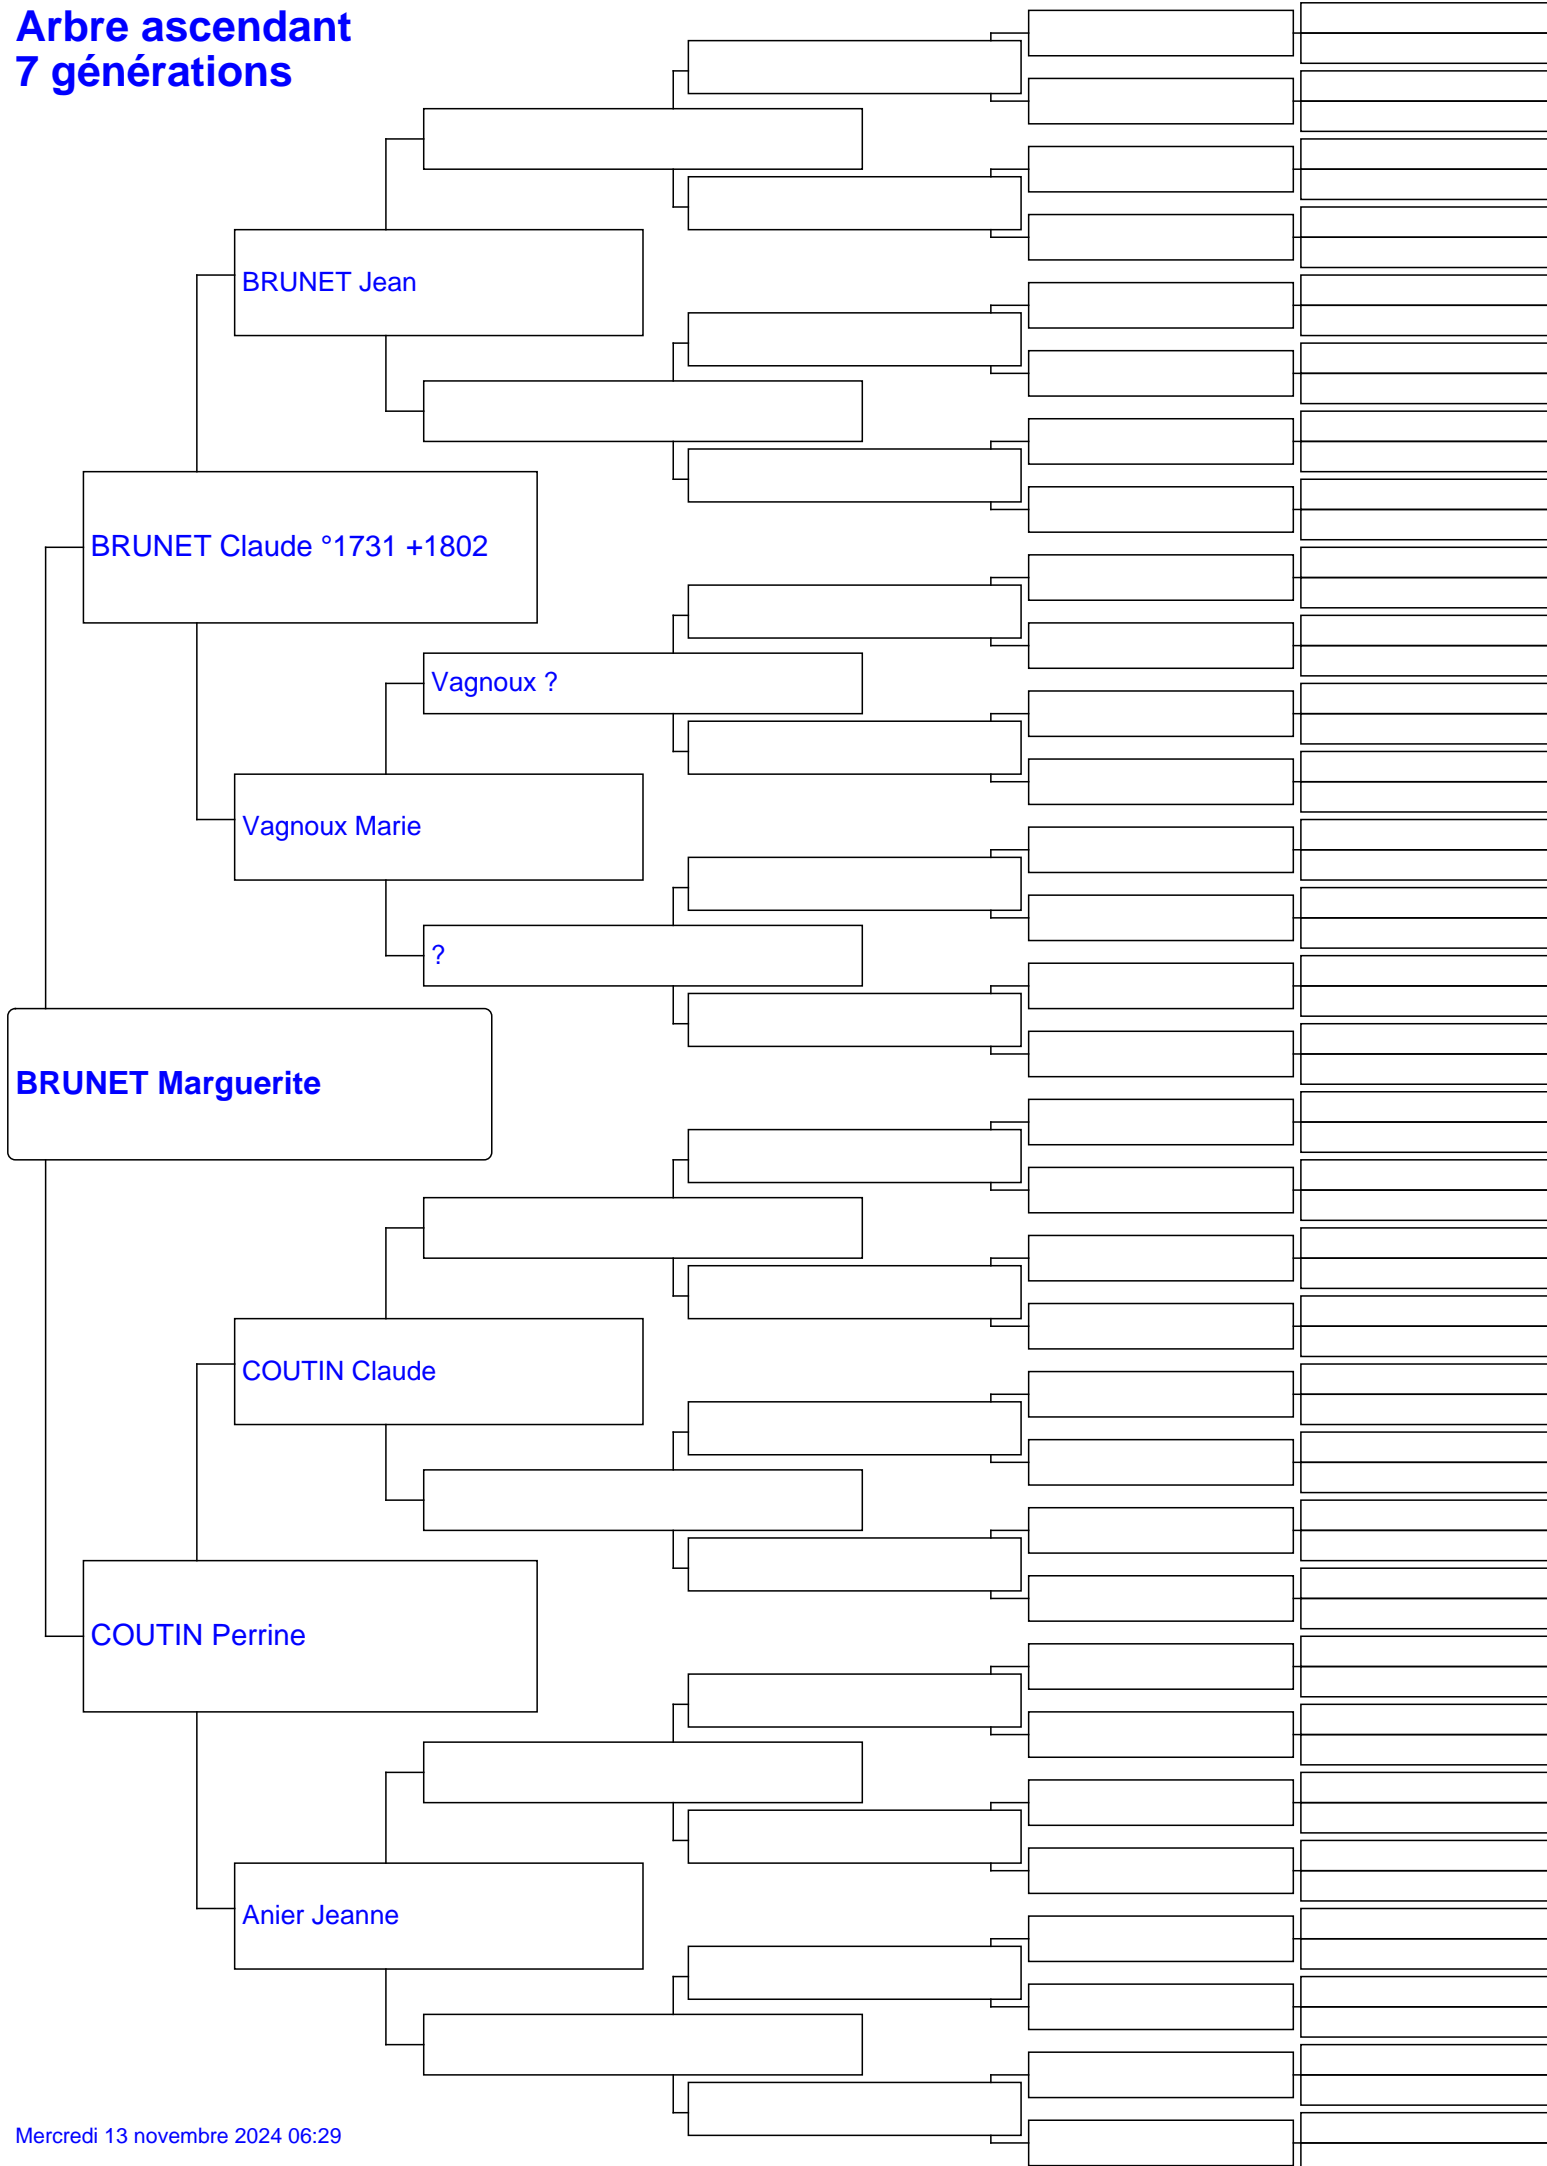 Arbre ascendant
7 générations
BRUNET Jean
BRUNET Claude °1731 +1802
Vagnoux ?
Vagnoux Marie
?
BRUNET Marguerite
COUTIN Claude
COUTIN Perrine
Anier Jeanne
Mercredi 13 novembre 2024 06:29